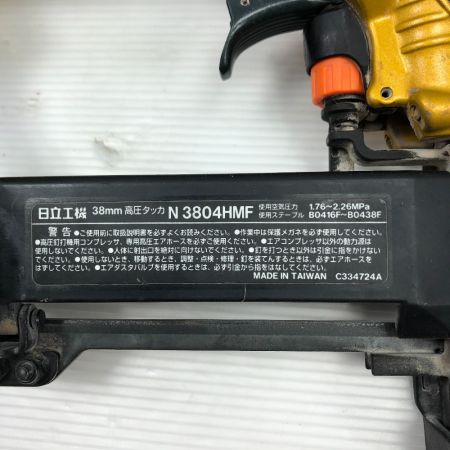 日立工機 38mm 高圧タッカ N 3804HMF 使用空気圧力 1.76~2.26MPa
使用ステープル BO416F~BO438F
警告 ●ご使用前に取扱説明書を必ずよくお読みください。●作業中は保護メガネを必ず使用してください。
●高圧釘打機用コンプレッサ、専用高圧エアホースを必ず使用してください。●エアコンプレッサ以外の動力源は
使用しないでください。●人体に射出口を絶対に向けないでください。●釘を打つとき以外は引金に指をかけない
でください。●使用しないとき、移動するとき、調整・点検・修理・釘を装てんするときは、必ずエアホースを
はずしてください。●エアダスタバルブを使用するときは、必ず引金から指をはなしてください。
MADE IN TAIWAN C334724A